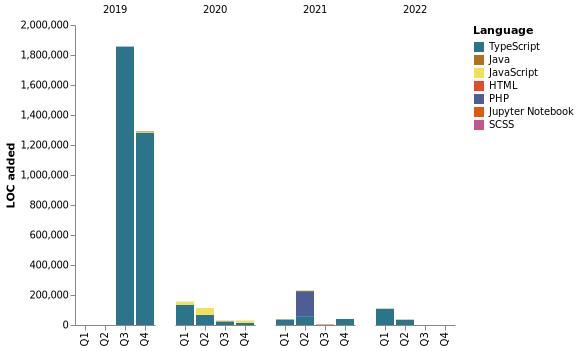 2019 2020 2021 2022
Language
TypeScript
Java
JavaScript
HTML
PHP
Jupyter Notebook
SCSS
LOC added
2,000,000
1,800,000
1,600,000
1,400,000
1,200,000
1,000,000
800,000
600,000
400,000
200,000
0
Q1 Q2 Q3 Q4 Q1 Q2 Q3 Q4 Q1 Q2 Q3 Q4 Q1 Q2 Q3 Q4